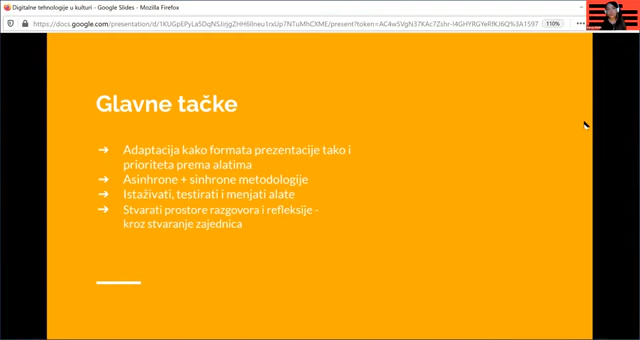 Digitalne tehnologije u kulturi - Google Slides - Mozilla Firefox
110%
Glavne tačke
➔ Adaptacija kako formata prezentacije tako i
prioriteta prema alatima
➔ Asinhrone + sinhrone metodologije
➔ Istaživati, testirati i menjati alate
➔ Stvarati prostore razgovora i refleksije -
kroz stvaranje zajednica